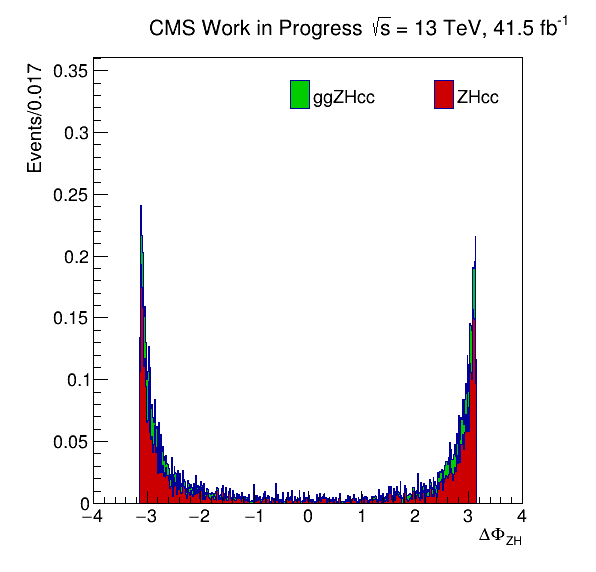 CMS Work in Progress √s = 13 TeV, 41.5 fb⁻¹
Events/0.017
0.35
0.3
0.25
0.2
0.15
0.1
0.05
0
ggZHcc
ZHcc
−4 −3 −2 −1 0 1 2 3 4
ΔΦ_ZH